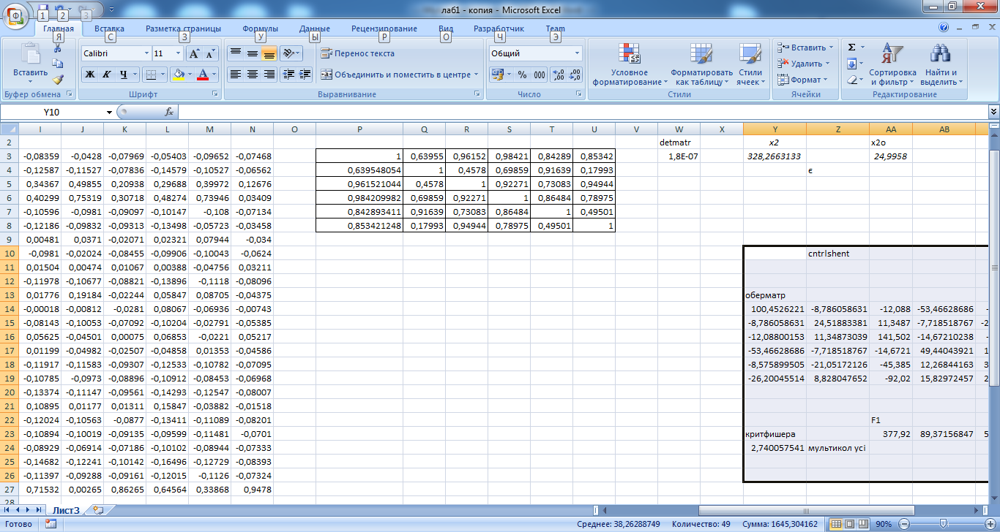 лаб1 - копия - Microsoft Excel
1 2 3
Главная Вставка Разметка страницы Формулы Данные Рецензирование Вид Разработчик Team
Ф Я С З У Ы Р О Ч Э
Вставить Calibri 11 Перенос текста Общий Условное форматирование Форматировать как таблицу Стили ячеек Вставить Удалить Формат Сортировка и фильтр Найти и выделить
Ж К Ч Объединить и поместить в центре % 000
Буфер обмена Шрифт Выравнивание Число Стили Ячейки Редактирование
Y10 fx
I J K L M N O P Q R S T U V W X Y Z AA AB
2 detmatr x2 x2o
3 -0,08359 -0,0428 -0,07969 -0,05403 -0,09652 -0,07468 1 0,63955 0,96152 0,98421 0,84289 0,85342 1,8E-07 328,2663133 24,9958
4 -0,12587 -0,11527 -0,07836 -0,14579 -0,10527 -0,06562 0,639548054 1 0,4578 0,69859 0,91639 0,17993 є
5 0,34367 0,49855 0,20938 0,29688 0,39972 0,12676 0,961521044 0,4578 1 0,92271 0,73083 0,94944
6 0,40299 0,75319 0,30718 0,48274 0,73946 0,03409 0,984209982 0,69859 0,92271 1 0,86484 0,78975
7 -0,10596 -0,0981 -0,09097 -0,10147 -0,108 -0,07134 0,842893411 0,91639 0,73083 0,86484 1 0,49501
8 -0,12186 -0,09832 -0,09313 -0,13498 -0,05723 -0,03458 0,853421248 0,17993 0,94944 0,78975 0,49501 1
9 0,00481 0,0371 -0,02071 0,02321 0,07944 -0,034
10 -0,0981 -0,02024 -0,08455 -0,09906 -0,10043 -0,0624 cntrlshent
11 0,01504 0,00474 0,01067 0,00388 -0,04756 0,03211
12 -0,11978 -0,10677 -0,08821 -0,13896 -0,1118 -0,08096
13 0,01776 0,19184 -0,02244 0,05847 0,08705 -0,04375 оберматр
14 -0,00018 -0,00812 -0,0281 0,08067 -0,06936 -0,00743 100,4526221 -8,786058631 -12,088 -53,46628686 -
15 -0,08143 -0,10053 -0,07092 -0,10204 -0,02791 -0,05385 -8,786058631 24,51883381 11,3487 -7,718518767 -2
16 0,05625 -0,04501 0,00075 0,06853 -0,0221 0,05217 -12,08800153 11,34873039 141,502 -14,67210238 -
17 0,01199 -0,04982 -0,02507 -0,04858 0,01353 -0,04586 -53,46628686 -7,718518767 -14,6721 49,44043921 1
18 -0,11917 -0,11583 -0,09307 -0,12533 -0,10782 -0,07095 -8,575899505 -21,05172126 -45,385 12,26844163 3
19 -0,10785 -0,0973 -0,08896 -0,10912 -0,08453 -0,06968 -26,20045514 8,828047652 -92,02 15,82972457 2
20 -0,13374 -0,11147 -0,09561 -0,14293 -0,12547 -0,08007
21 0,10895 0,01177 0,01311 0,15847 -0,03882 -0,01518
22 -0,12024 -0,10563 -0,0877 -0,13411 -0,11089 -0,08201 F1
23 -0,10894 -0,10019 -0,09135 -0,09599 -0,11481 -0,0701 критфишера 377,92 89,37156847 5
24 -0,08929 -0,06914 -0,07186 -0,10102 -0,08944 -0,07333 2,740057541 мультикол усі
25 -0,14682 -0,12241 -0,10142 -0,16496 -0,12729 -0,08393
26 -0,11397 -0,09288 -0,09161 -0,12015 -0,1126 -0,07324
27 0,71532 0,00265 0,86265 0,64564 0,33868 0,9478
28
Лист3
Готово Среднее: 38,26288749 Количество: 49 Сумма: 1645,304162 90%